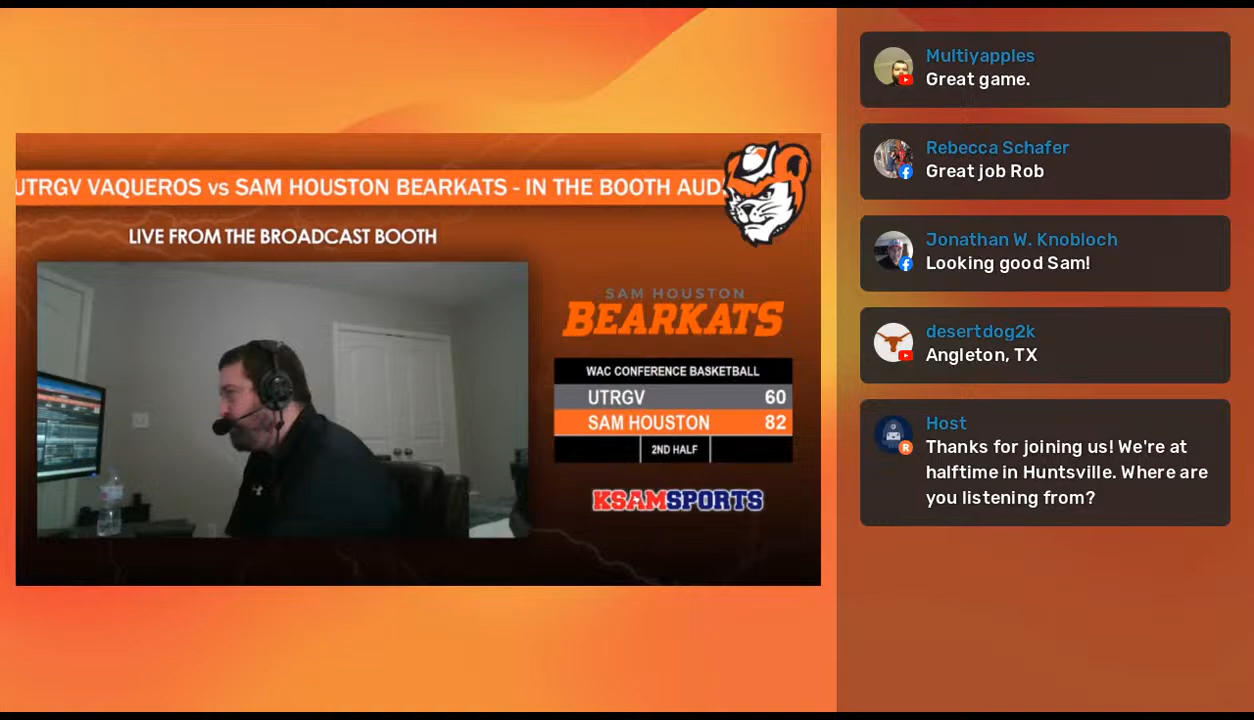 UTRGV VAQUEROS vs SAM HOUSTON BEARKATS - IN THE BOOTH AUD
LIVE FROM THE BROADCAST BOOTH
SAM HOUSTON
BEARKATS
WAC CONFERENCE BASKETBALL
UTRGV 60
SAM HOUSTON 82
2ND HALF
KSAMSPORTS
Multiyapples
Great game.
Rebecca Schafer
Great job Rob
Jonathan W. Knobloch
Looking good Sam!
desertdog2k
Angleton, TX
Host
Thanks for joining us! We're at
halftime in Huntsville. Where are
you listening from?